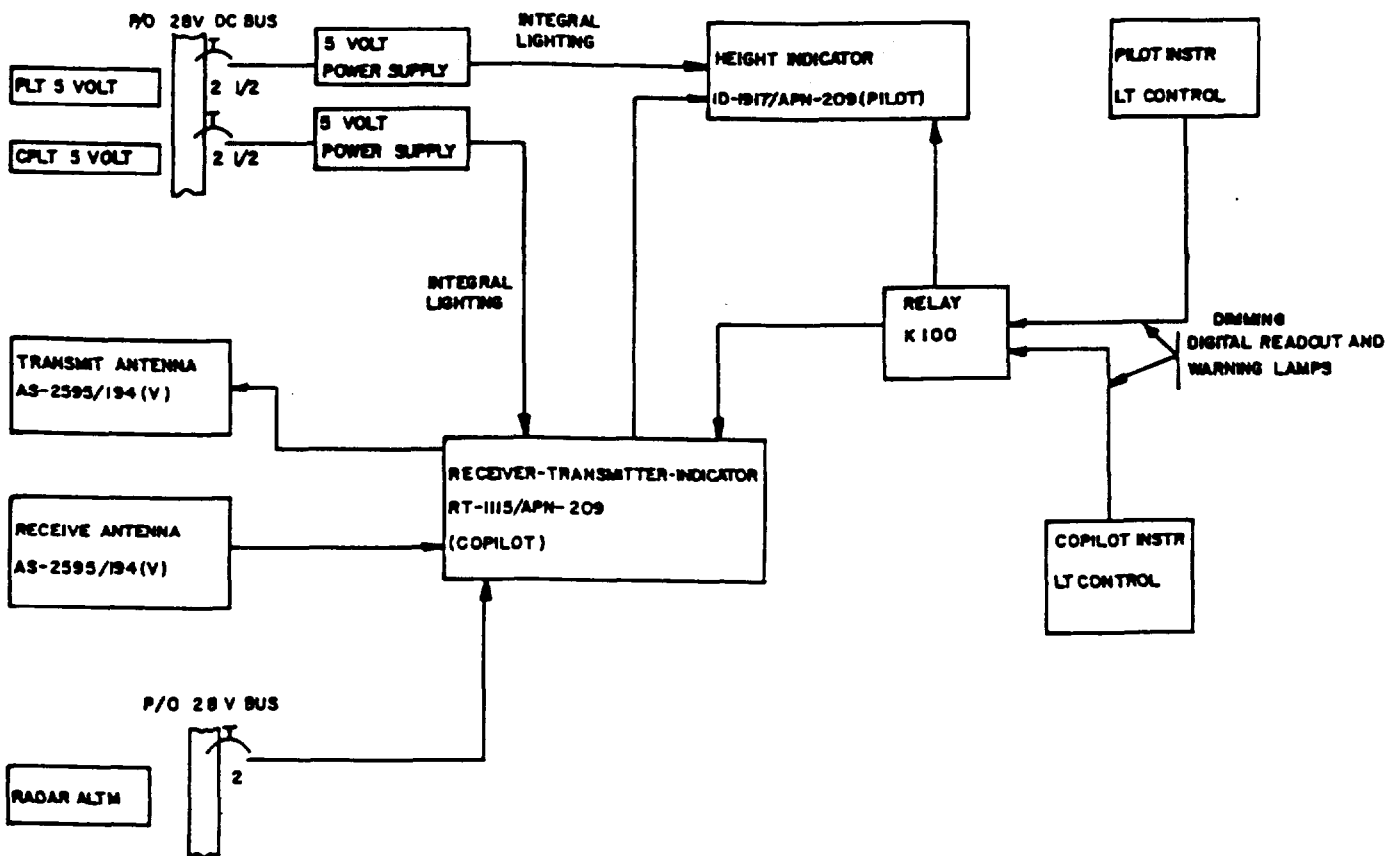 P/O 28V DC BUS
PLT 5 VOLT
2 1/2
5 VOLT
POWER SUPPLY
INTEGRAL
LIGHTING
HEIGHT INDICATOR
ID-1917/APN-209(PILOT)
PILOT INSTR
LT CONTROL
CPLT 5 VOLT
2 1/2
5 VOLT
POWER SUPPLY
INTEGRAL
LIGHTING
RELAY
K100
DIMMING
DIGITAL READOUT AND
WARNING LAMPS
TRANSMIT ANTENNA
AS-2595/194(V)
RECEIVER-TRANSMITTER-INDICATOR
RT-1115/APN-209
(COPILOT)
RECEIVE ANTENNA
AS-2595/194(V)
COPILOT INSTR
LT CONTROL
P/O 28 V BUS
2
RADAR ALTM